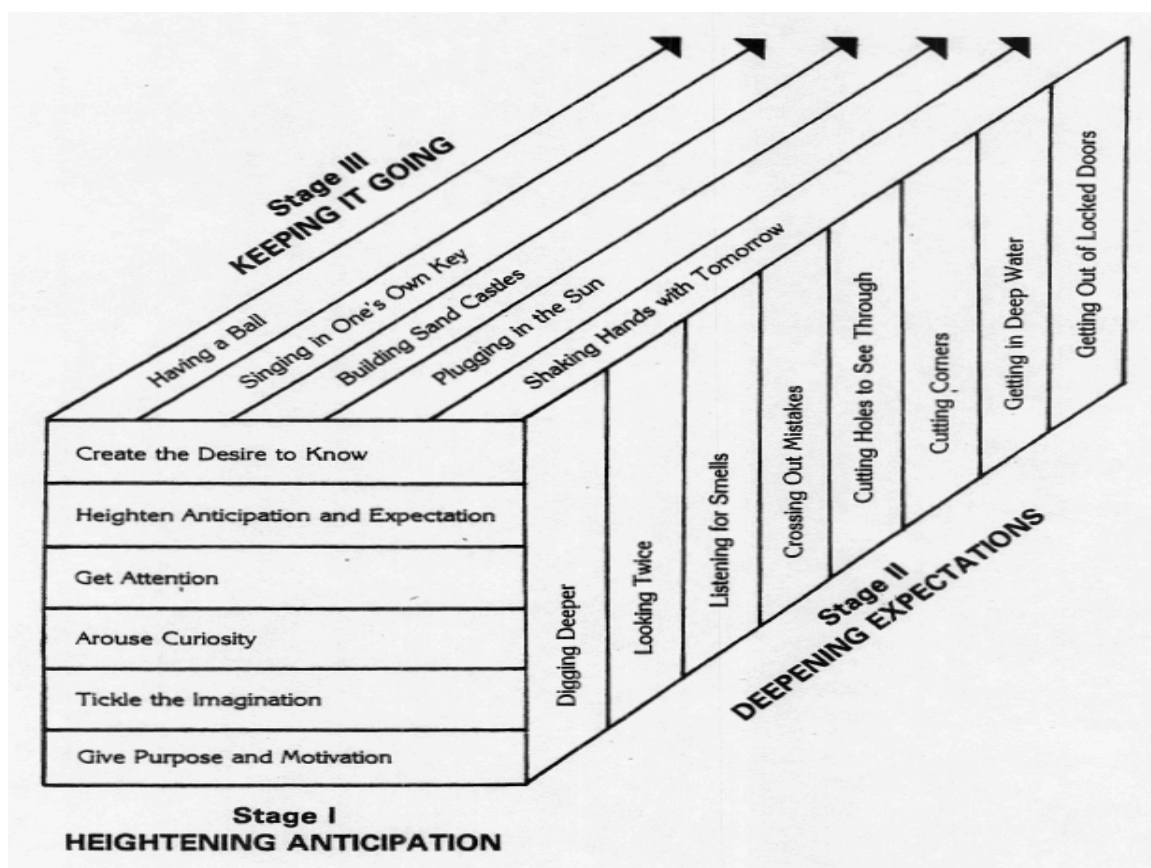 Stage III
KEEPING IT GOING
Having a Ball
Singing in One's Own Key
Building Sand Castles
Plugging in the Sun
Shaking Hands with Tomorrow
Create the Desire to Know
Heighten Anticipation and Expectation
Get Attention
Arouse Curiosity
Tickle the Imagination
Give Purpose and Motivation
Stage I
HEIGHTENING ANTICIPATION
Digging Deeper
Looking Twice
Listening for Smells
Crossing Out Mistakes
Cutting Holes to See Through
Cutting Corners
Getting In Deep Water
Getting Out of Locked Doors
Stage II
DEEPENING EXPECTATIONS